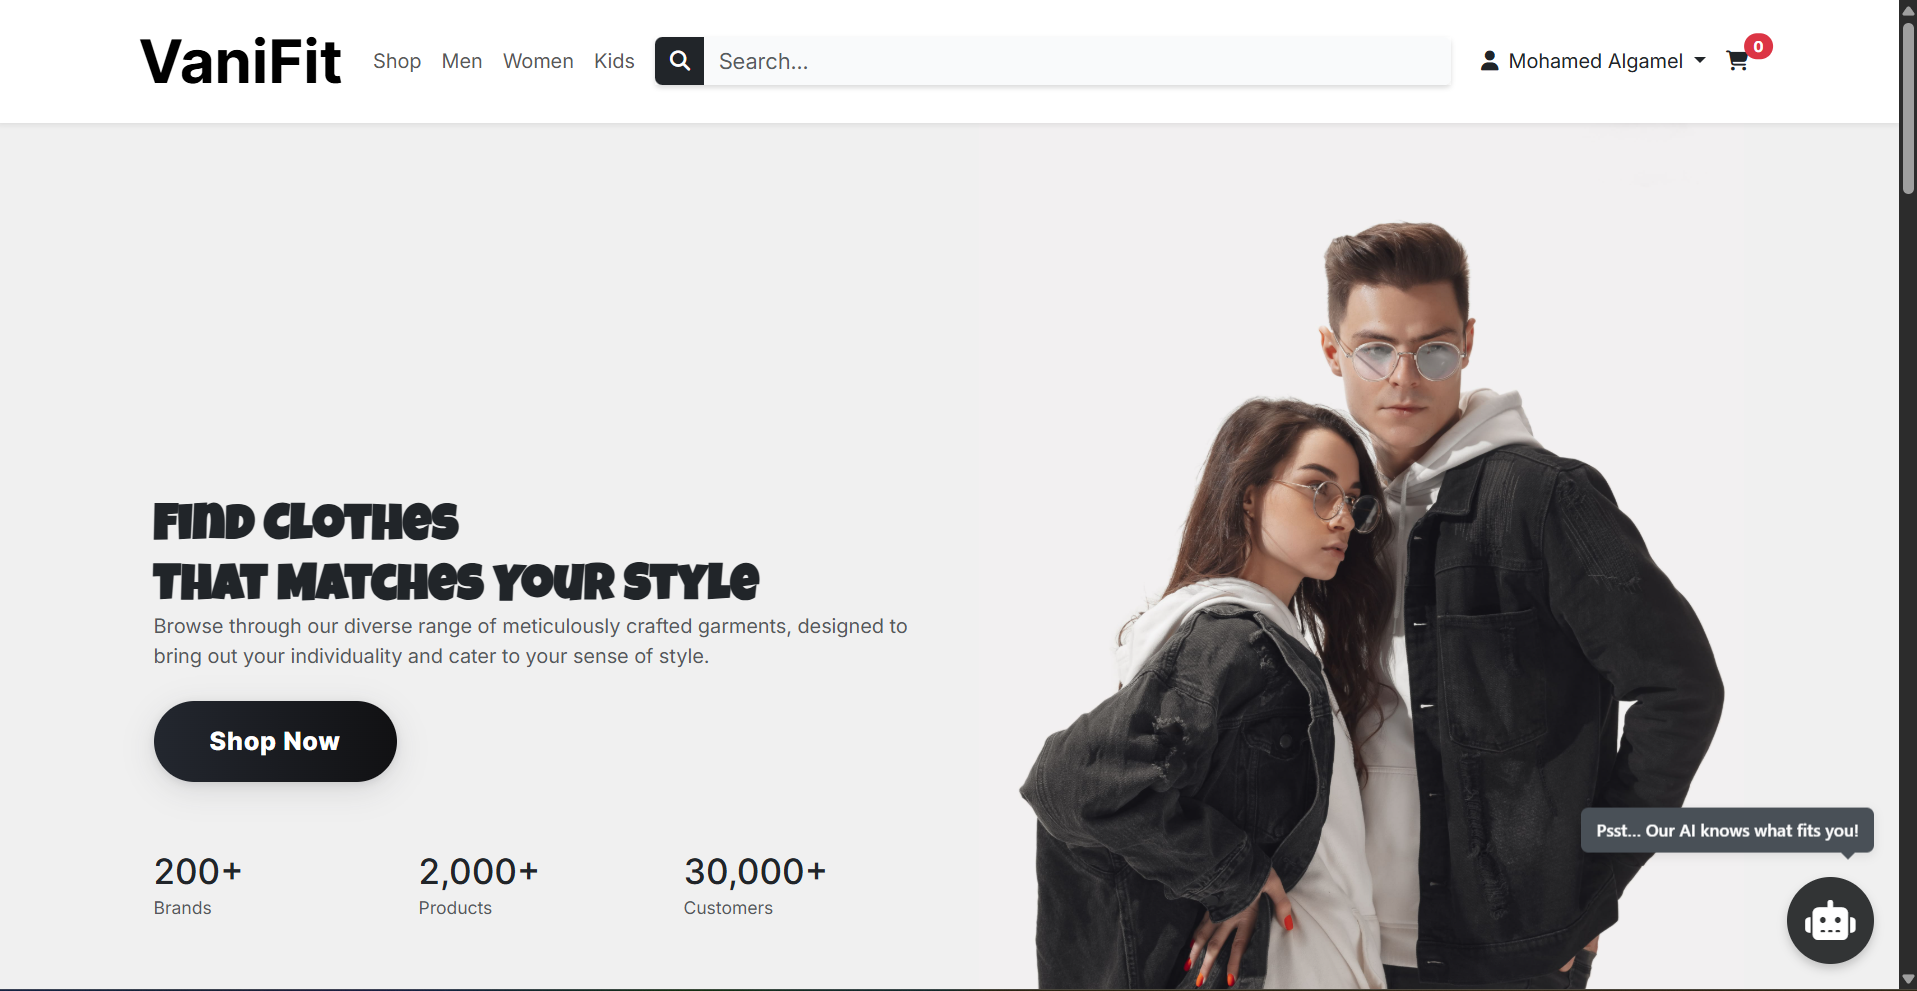 VaniFit
Shop Men Women Kids
Search...
Mohamed Algamel
0
FIND CLOTHES
THAT MATCHES YOUR STYLE
Browse through our diverse range of meticulously crafted garments, designed to
bring out your individuality and cater to your sense of style.
Shop Now
200+
Brands
2,000+
Products
30,000+
Customers
Psst... Our AI knows what fits you!